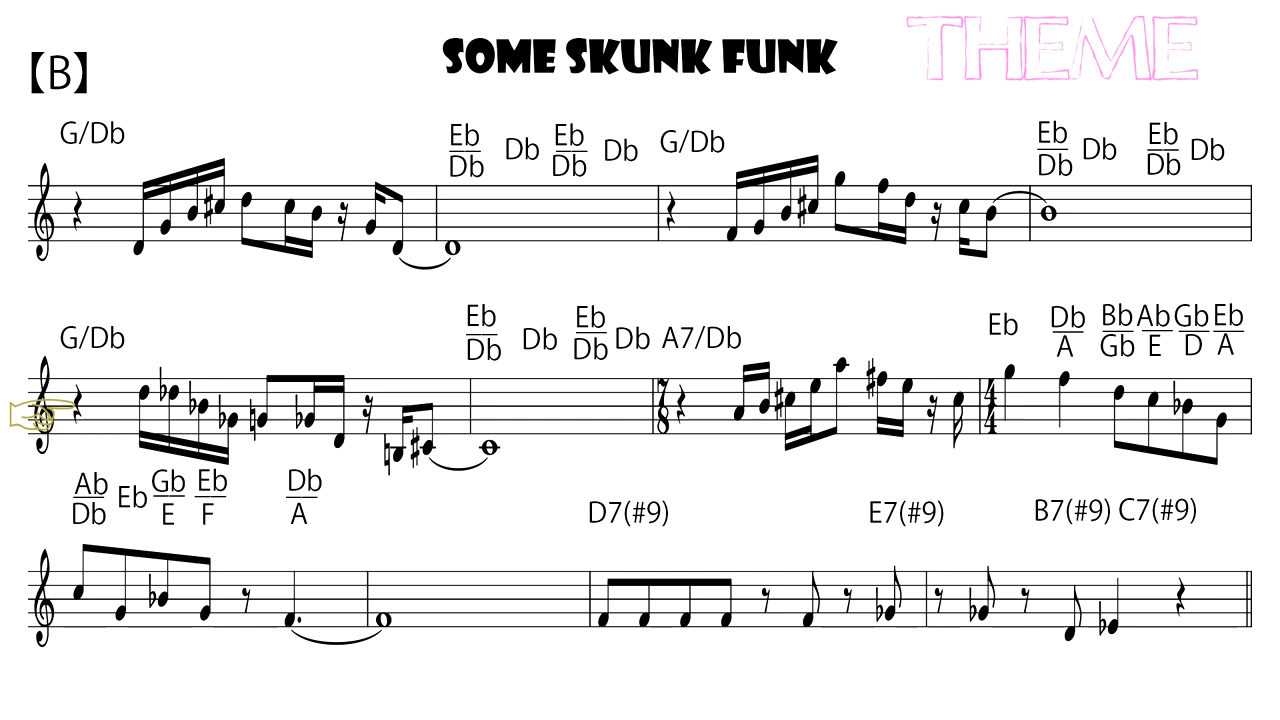 SOME SKUNK FUNK
THEME
【B】
G/Db Eb/Db Db Eb/Db Db G/Db Eb/Db Db Eb/Db Db
G/Db Eb/Db Db Eb/Db Db A7/Db Eb Db/A Bb/Gb Ab/E Gb/D Eb/A
7/8 4/4
Ab/Db Eb Gb/E Eb/F Db/A D7(#9) E7(#9) B7(#9) C7(#9)